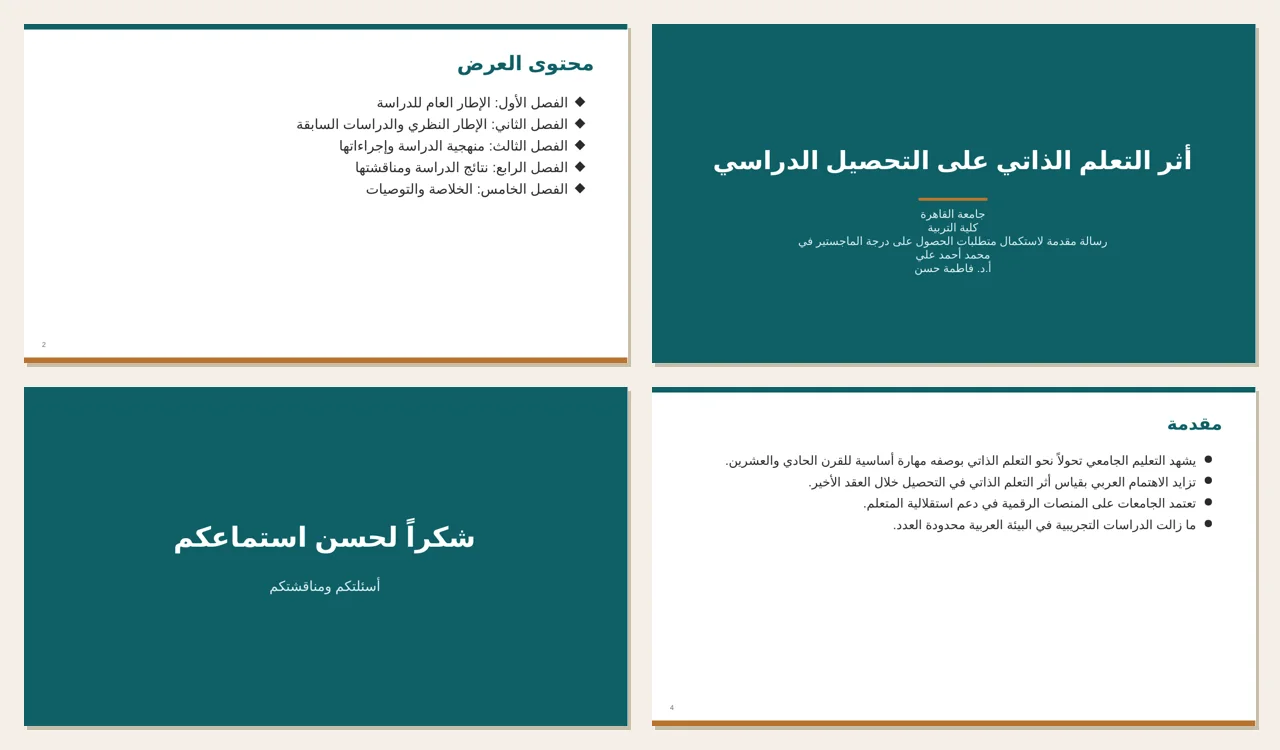 أثر التعلم الذاتي على التحصيل الدراسي
جامعة القاهرة
كلية التربية
رسالة مقدمة لاستكمال متطلبات الحصول على درجة الماجستير في
محمد أحمد علي
أ.د. فاطمة حسن
محتوى العرض
◆ الفصل الأول: الإطار العام للدراسة
◆ الفصل الثاني: الإطار النظري والدراسات السابقة
◆ الفصل الثالث: منهجية الدراسة وإجراءاتها
◆ الفصل الرابع: نتائج الدراسة ومناقشتها
◆ الفصل الخامس: الخلاصة والتوصيات
2
مقدمة
● يشهد التعليم الجامعي تحولاً نحو التعلم الذاتي بوصفه مهارة أساسية للقرن الحادي والعشرين.
● تزايد الاهتمام العربي بقياس أثر التعلم الذاتي في التحصيل خلال العقد الأخير.
● تعتمد الجامعات على المنصات الرقمية في دعم استقلالية المتعلم.
● ما زالت الدراسات التجريبية في البيئة العربية محدودة العدد.
4
شكراً لحسن استماعكم
أسئلتكم ومناقشتكم